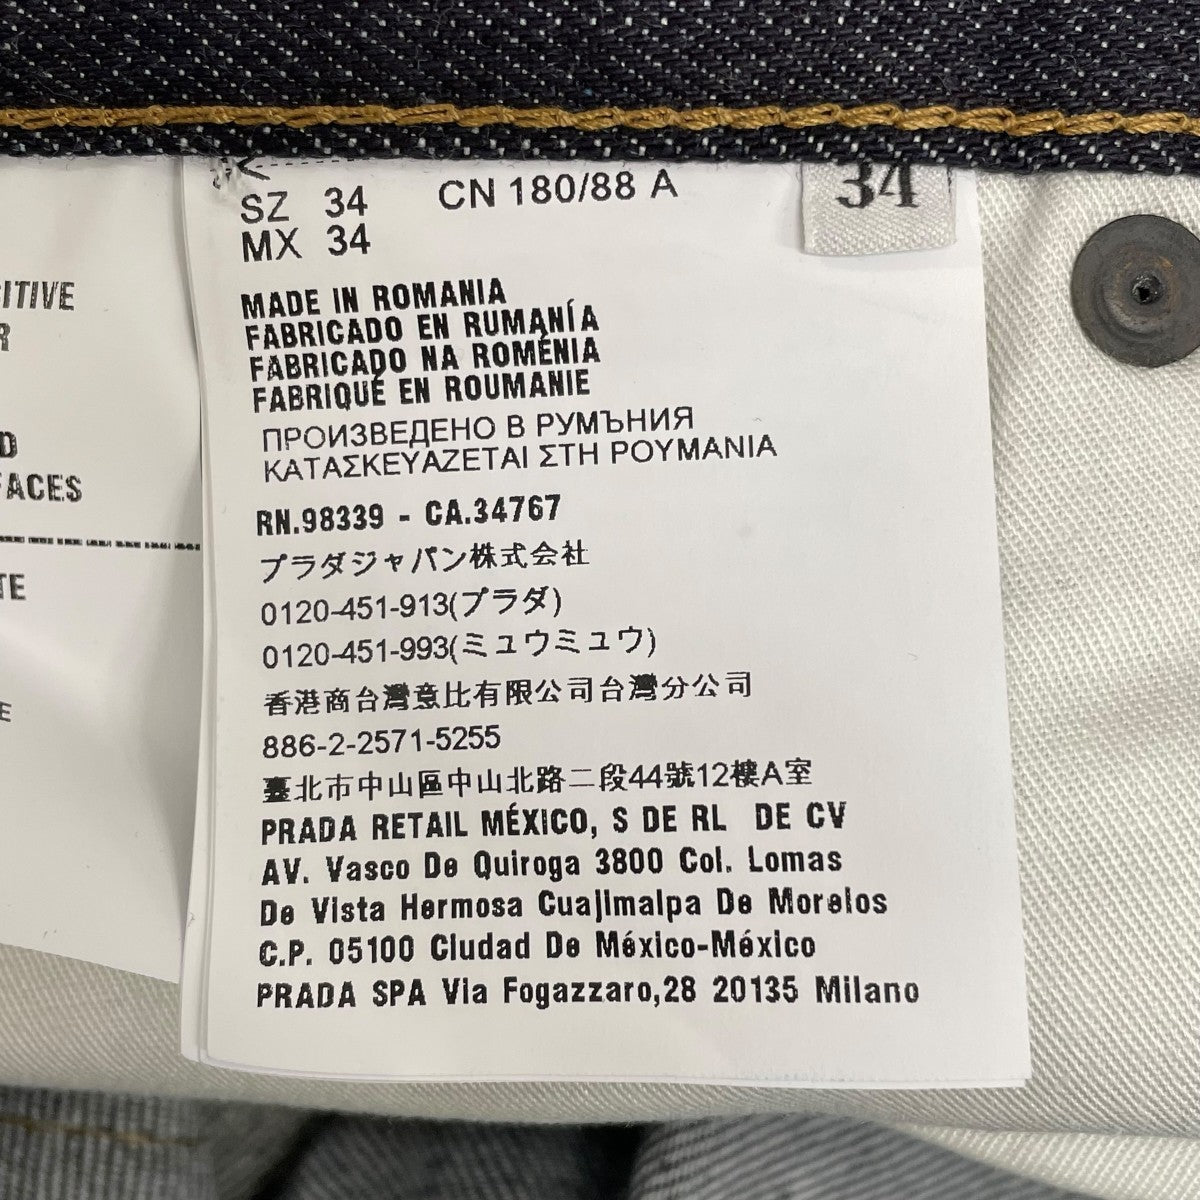 SZ 34 CN 180/88 A
MX 34
34
MADE IN ROMANIA
FABRICADO EN RUMANÍA
FABRICADO NA ROMÉNIA
FABRIQUÉ EN ROUMANIE
ПРОИЗВЕДЕНО В РУМЪНИЯ
ΚΑΤΑΣΚΕΥΑΖΕΤΑΙ ΣΤΗ ΡΟΥΜΑΝΙΑ
RN.98339 - CA.34767
プラダジャパン株式会社
0120-451-913(プラダ)
0120-451-993(ミュウミュウ)
香港商台灣意比有限公司台灣分公司
886-2-2571-5255
臺北市中山區中山北路二段44號12樓A室
PRADA RETAIL MÉXICO, S DE RL DE CV
AV. Vasco De Quiroga 3800 Col. Lomas
De Vista Hermosa Cuajimalpa De Morelos
C.P. 05100 Ciudad De México-México
PRADA SPA Via Fogazzaro,28 20135 Milano